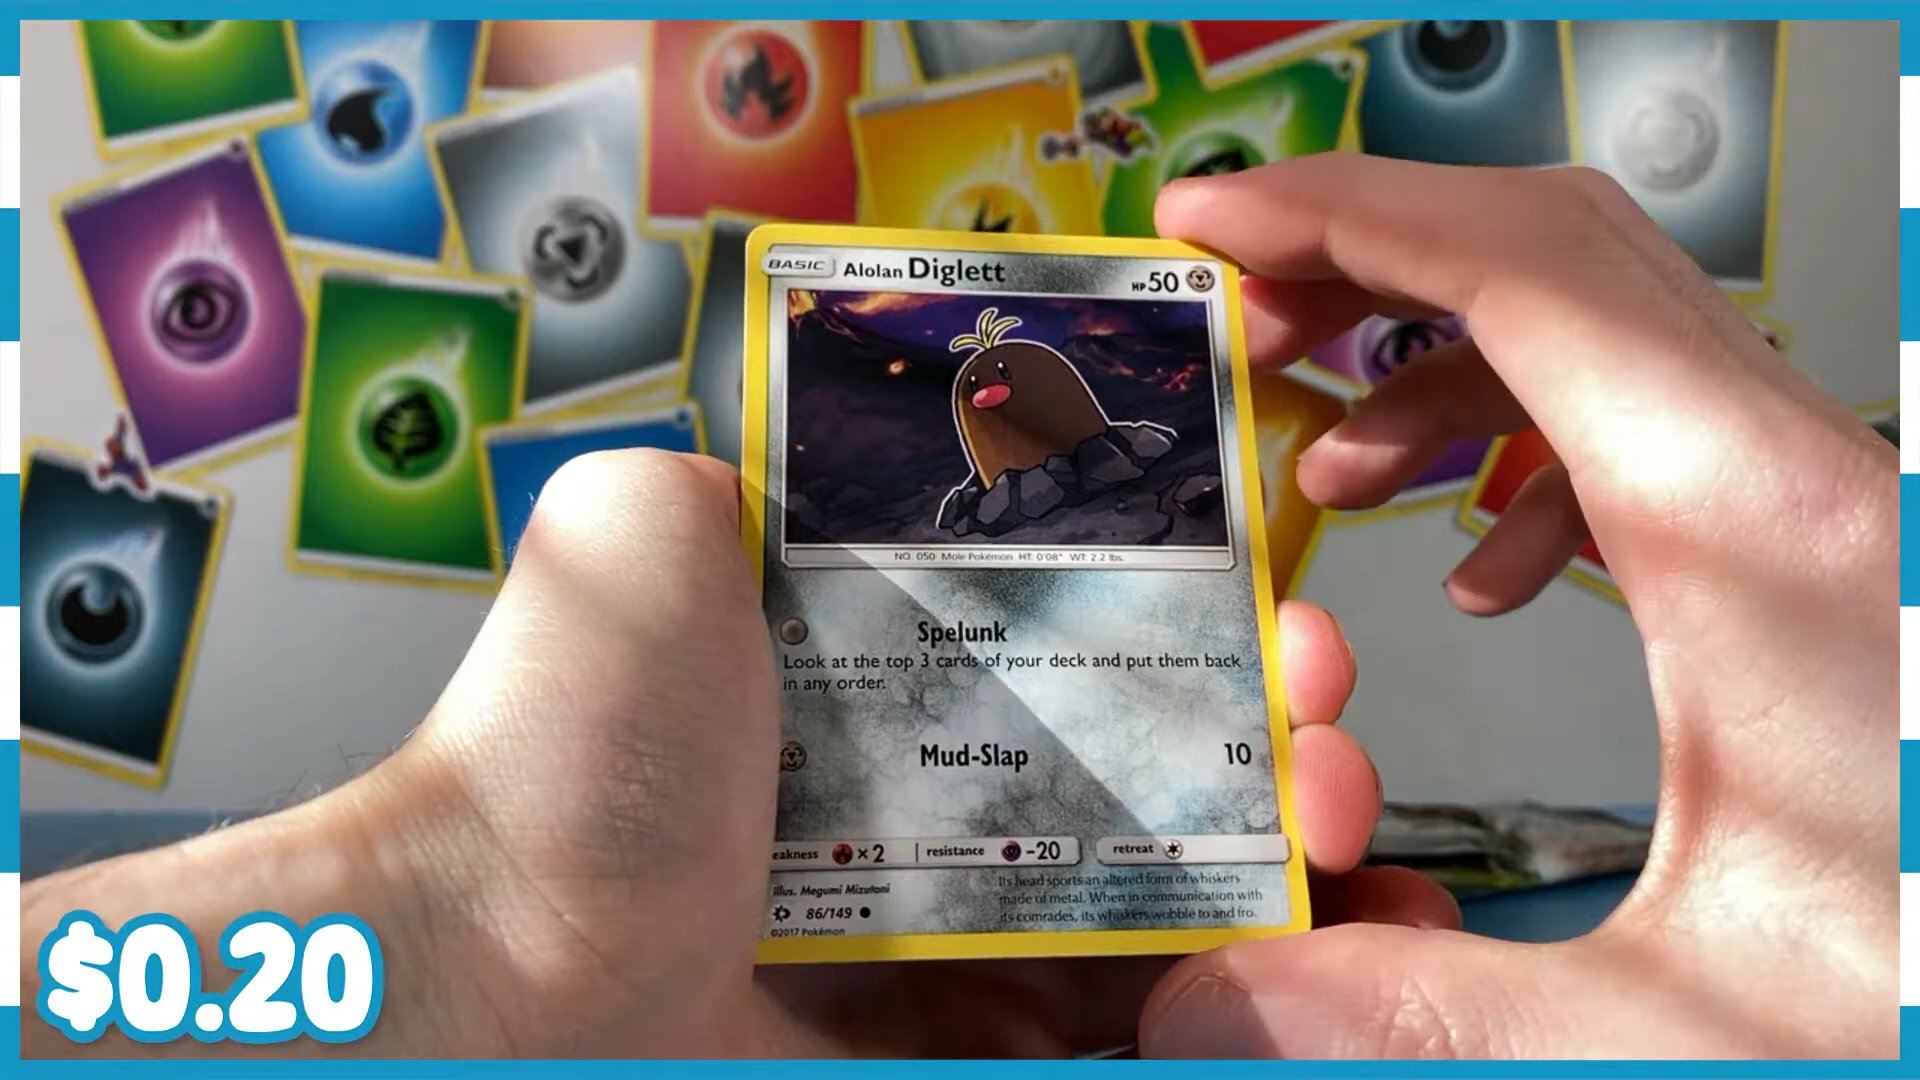 BASIC Alolan Diglett HP 50
NO. 050 Mole Pokémon HT: 0'08" WT: 2.2 lbs.
Spelunk
Look at the top 3 cards of your deck and put them back
in any order.
Mud-Slap 10
eakness ×2 resistance -20 retreat
Illus. Megumi Mizutani
86/149
©2017 Pokémon
Its head sports an altered form of whiskers
made of metal. When in communication with
its comrades, its whiskers wobble to and fro.
$0.20